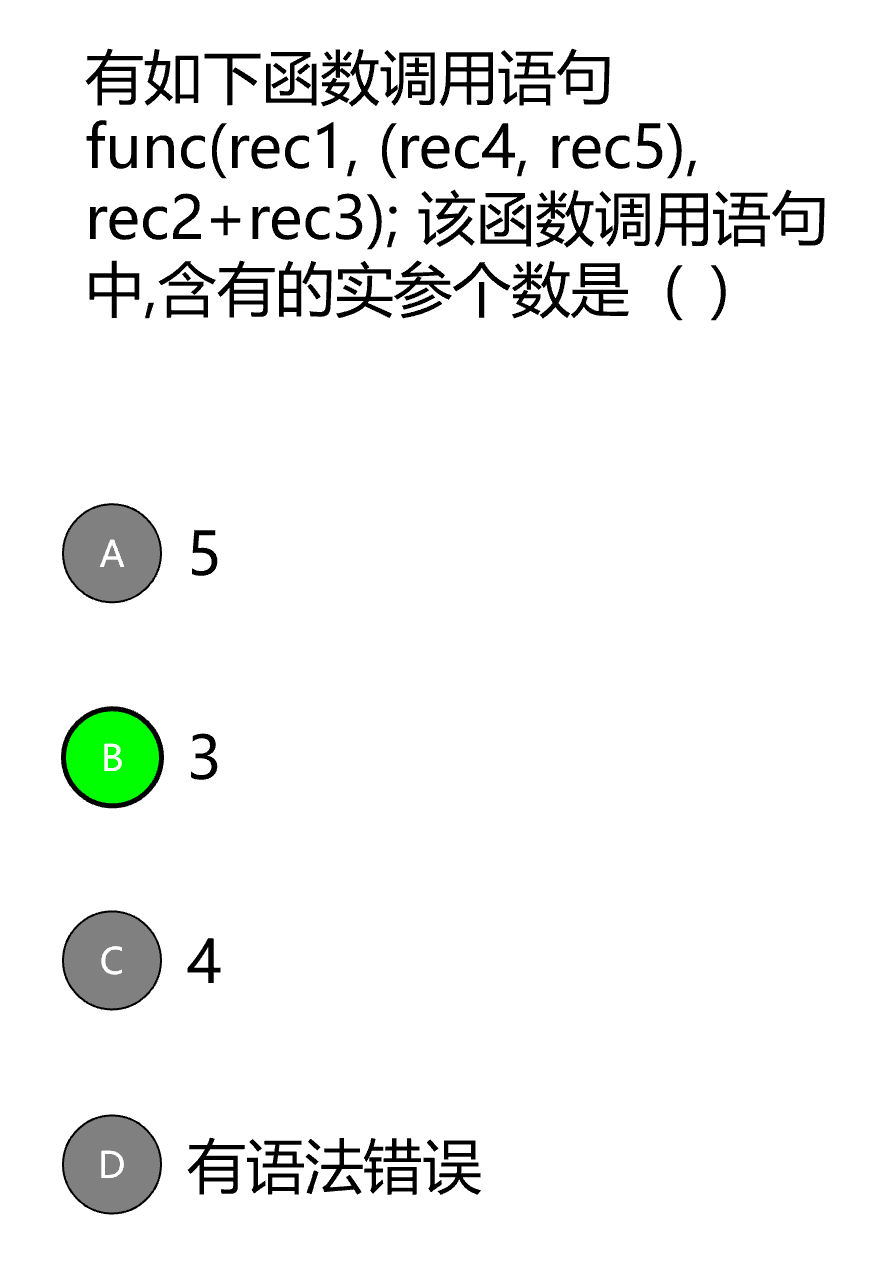 有如下函数调用语句
func(rec1, (rec4, rec5),
rec2+rec3); 该函数调用语句
中,含有的实参个数是（ ）
A 5
B 3
C 4
D 有语法错误